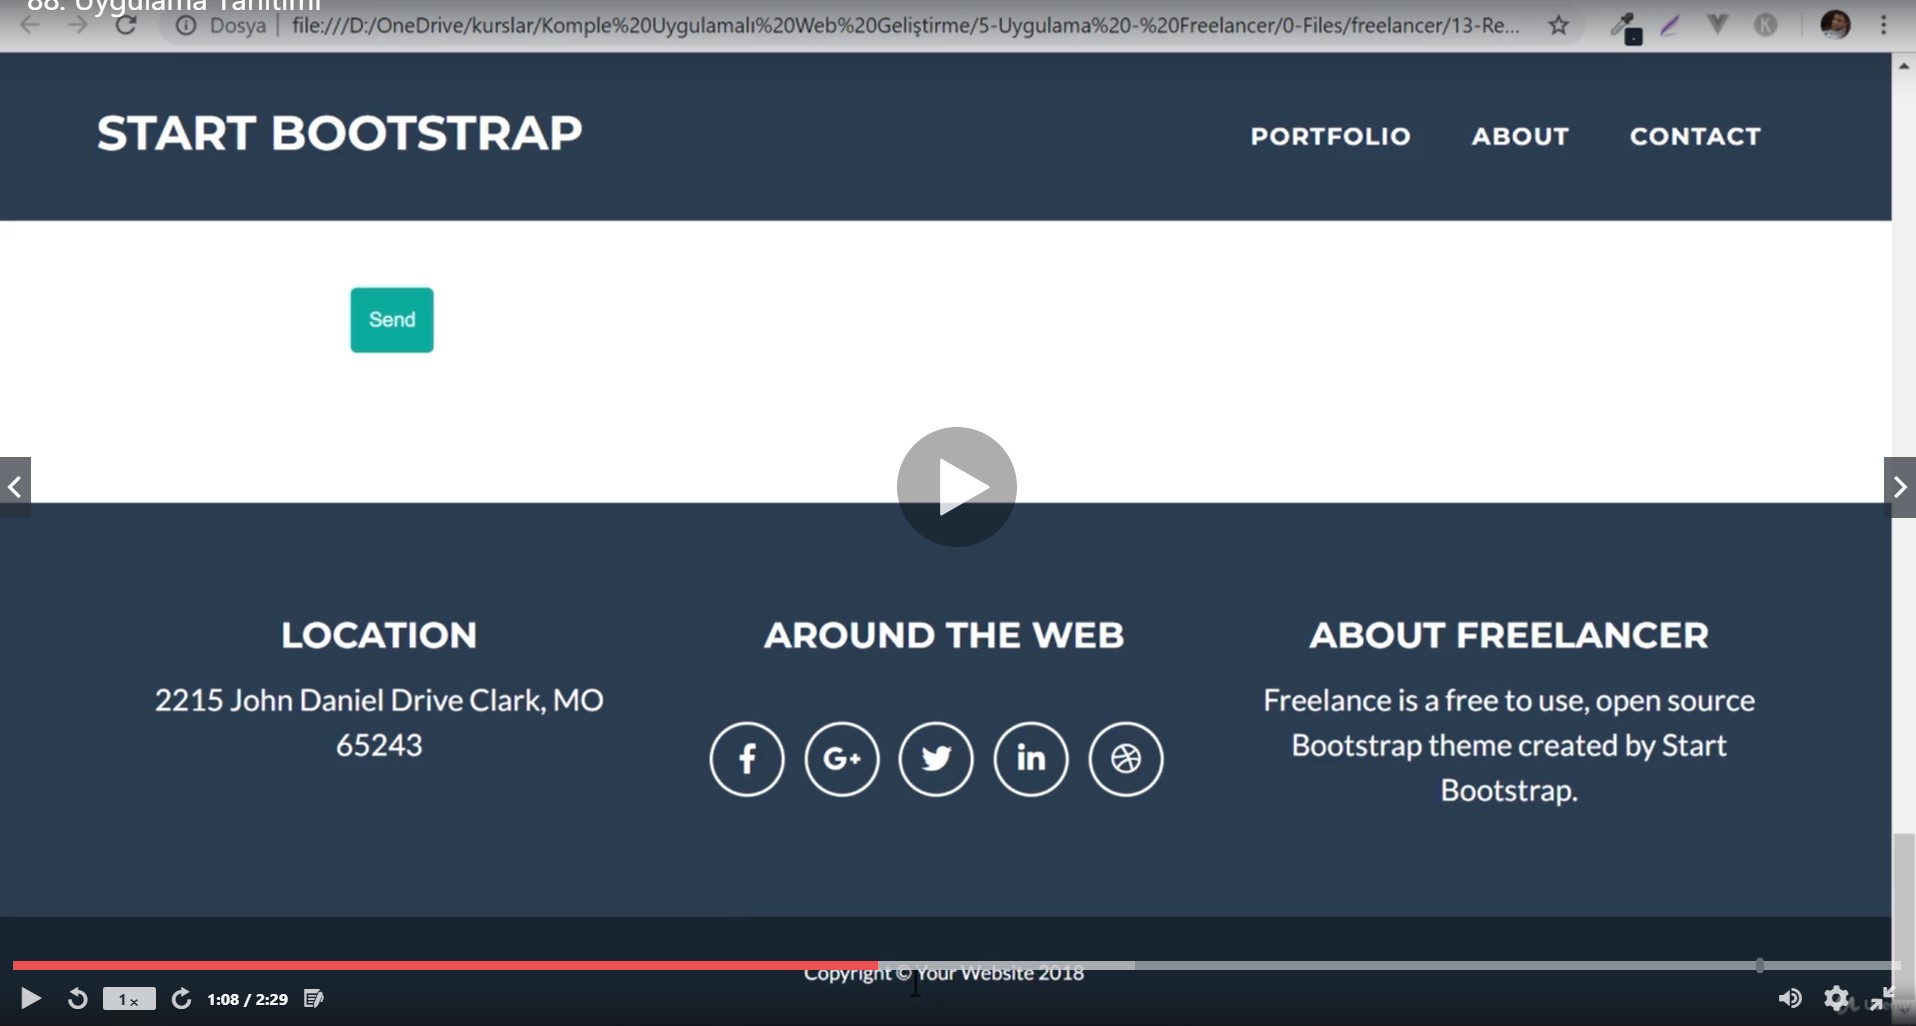 88. Uygulama Tanıtımı
Dosya | file:///D:/OneDrive/kurslar/Komple%20Uygulamalı%20Web%20Geliştirme/5-Uygulama%20-%20Freelancer/0-Files/freelancer/13-Re...
START BOOTSTRAP
PORTFOLIO ABOUT CONTACT
Send
LOCATION
2215 John Daniel Drive Clark, MO
65243
AROUND THE WEB
ABOUT FREELANCER
Freelance is a free to use, open source
Bootstrap theme created by Start
Bootstrap.
Copyright © Your Website 2018
1x
1:08 / 2:29